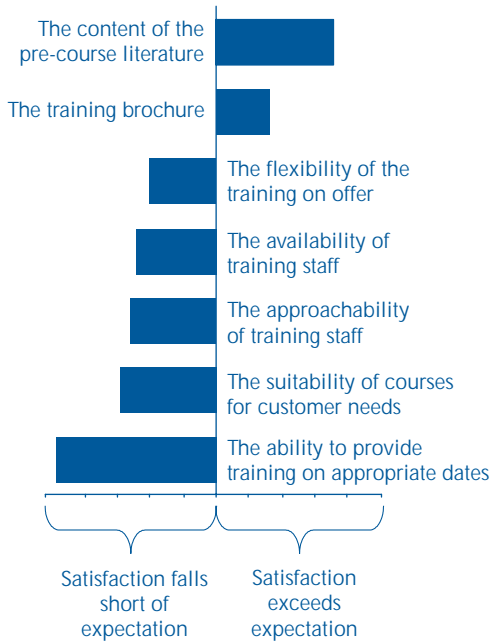 The content of the
pre-course literature
The training brochure
The flexibility of the
training on offer
The availability of
training staff
The approachability
of training staff
The suitability of courses
for customer needs
The ability to provide
training on appropriate dates
Satisfaction falls
short of
expectation
Satisfaction
exceeds
expectation